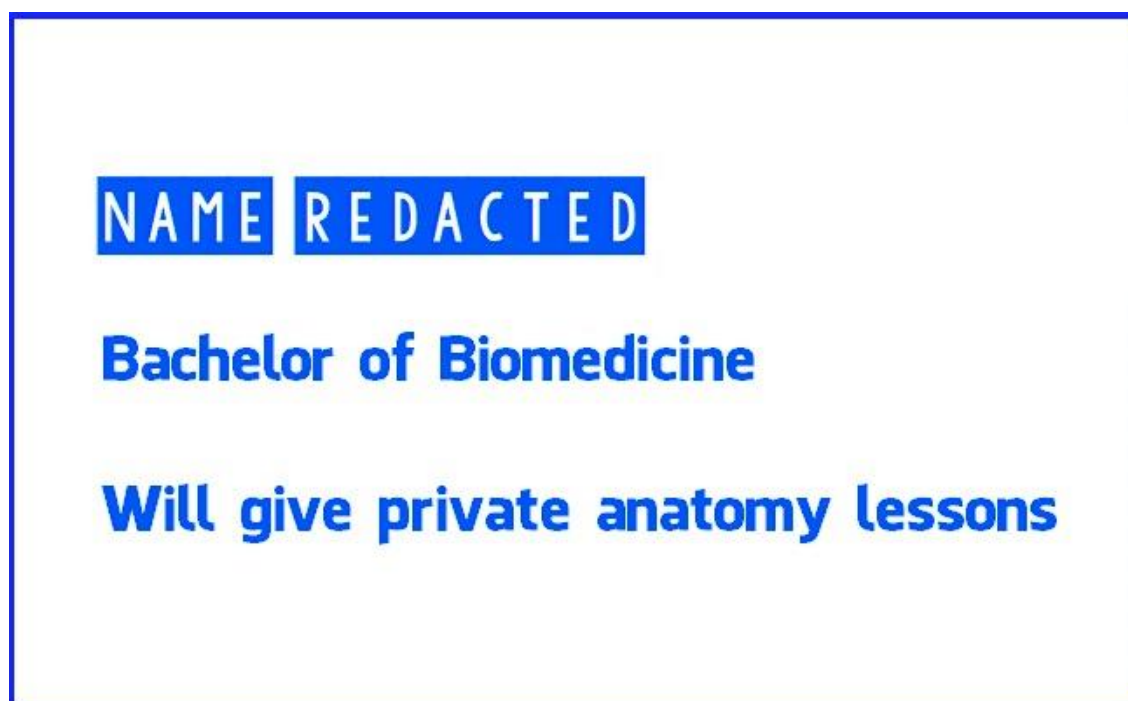 NAME REDACTED
Bachelor of Biomedicine
Will give private anatomy lessons